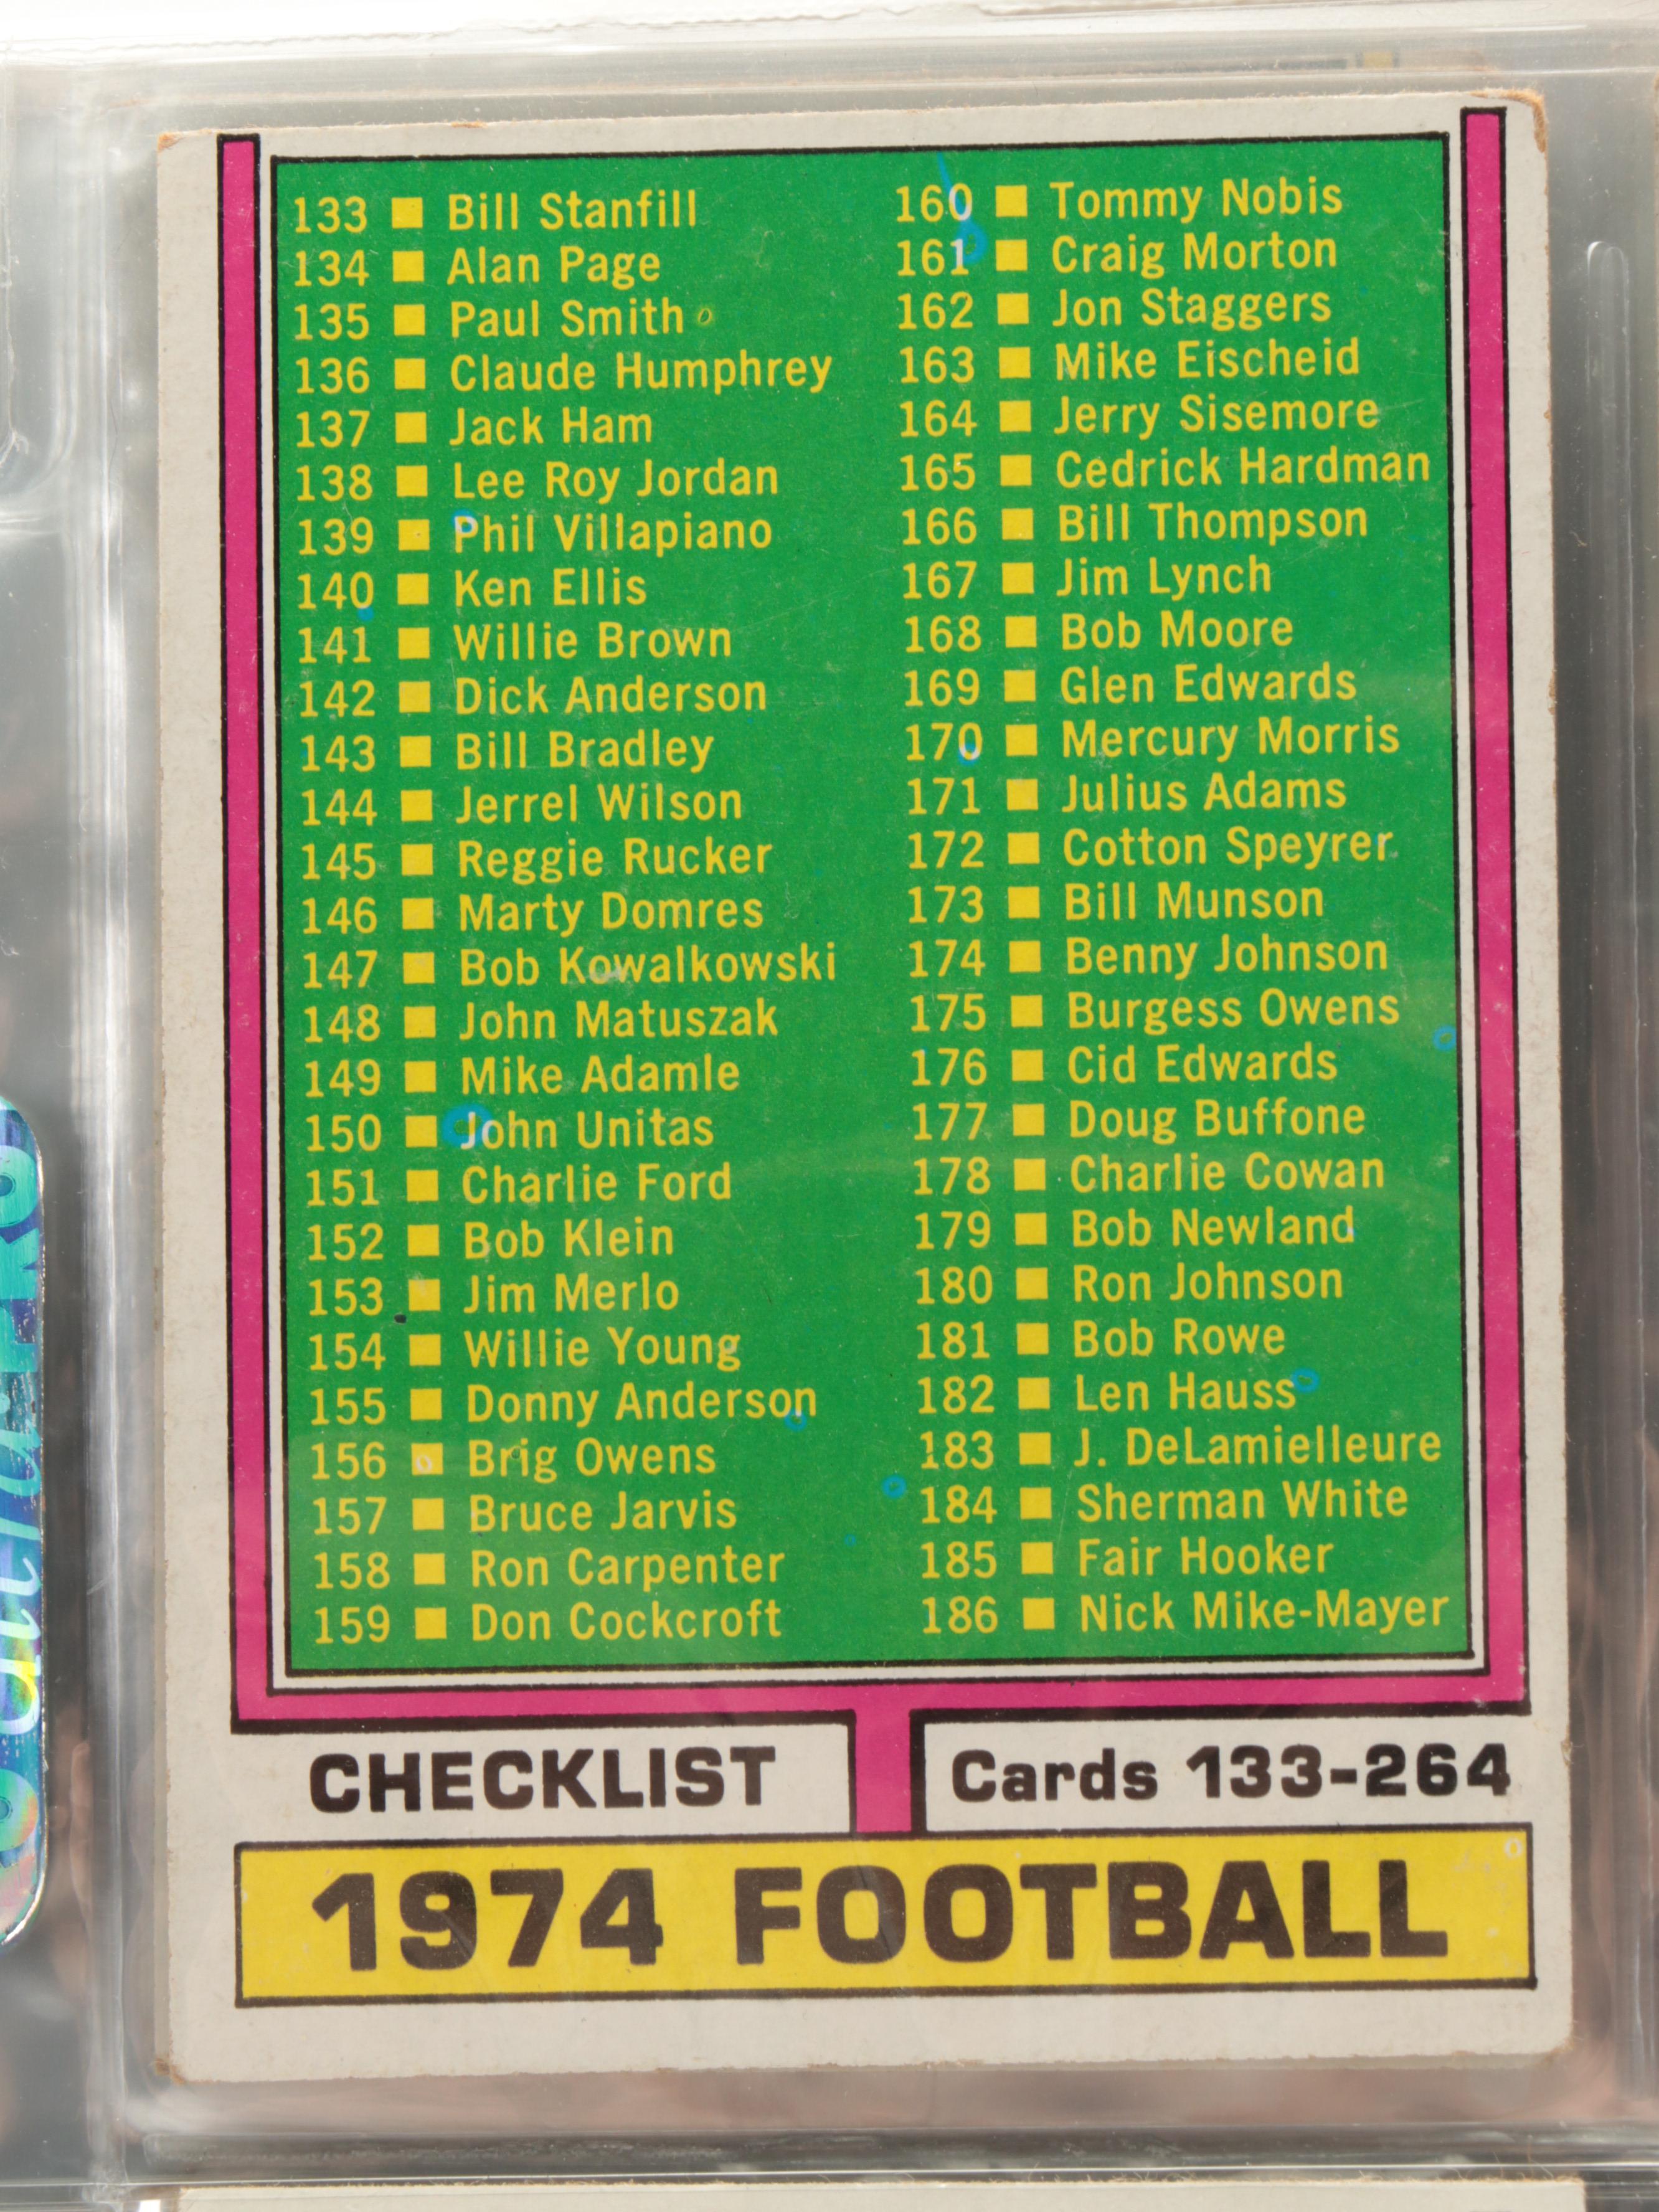 133 Bill Stanfill
134 Alan Page
135 Paul Smith
136 Claude Humphrey
137 Jack Ham
138 Lee Roy Jordan
139 Phil Villapiano
140 Ken Ellis
141 Willie Brown
142 Dick Anderson
143 Bill Bradley
144 Jerrel Wilson
145 Reggie Rucker
146 Marty Domres
147 Bob Kowalkowski
148 John Matuszak
149 Mike Adamle
150 John Unitas
151 Charlie Ford
152 Bob Klein
153 Jim Merlo
154 Willie Young
155 Donny Anderson
156 Brig Owens
157 Bruce Jarvis
158 Ron Carpenter
159 Don Cockcroft
160 Tommy Nobis
161 Craig Morton
162 Jon Staggers
163 Mike Eischeid
164 Jerry Sisemore
165 Cedrick Hardman
166 Bill Thompson
167 Jim Lynch
168 Bob Moore
169 Glen Edwards
170 Mercury Morris
171 Julius Adams
172 Cotton Speyrer
173 Bill Munson
174 Benny Johnson
175 Burgess Owens
176 Cid Edwards
177 Doug Buffone
178 Charlie Cowan
179 Bob Newland
180 Ron Johnson
181 Bob Rowe
182 Len Hauss
183 J. DeLamielleure
184 Sherman White
185 Fair Hooker
186 Nick Mike-Mayer
CHECKLIST
Cards 133-264
1974 FOOTBALL